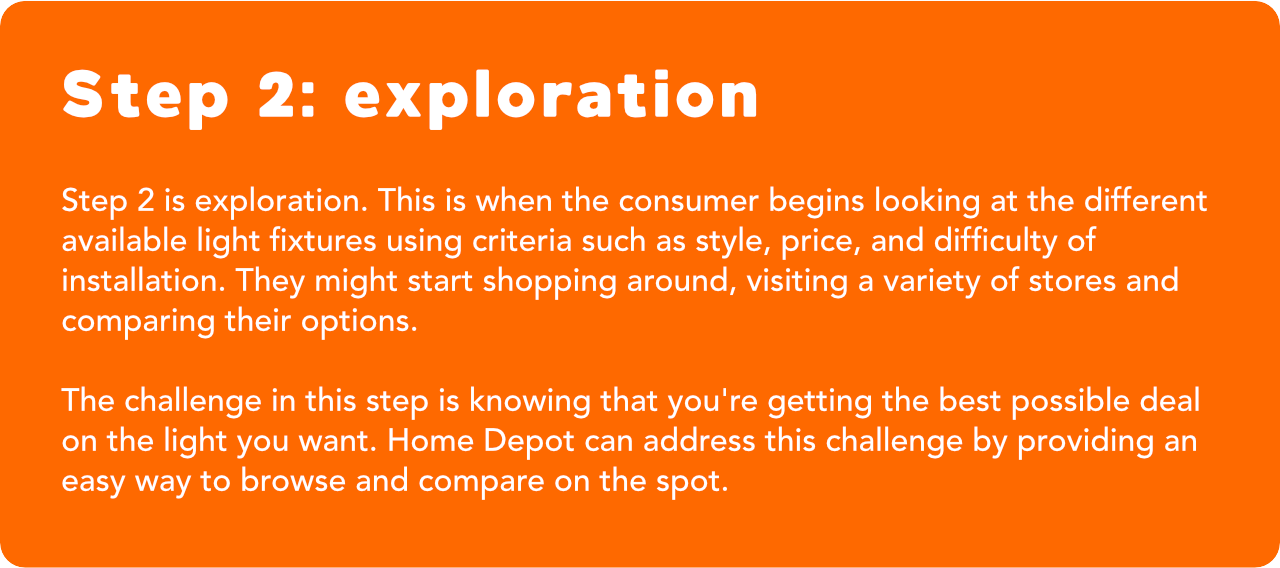 Step 2: exploration
Step 2 is exploration. This is when the consumer begins looking at the different
available light fixtures using criteria such as style, price, and difficulty of
installation. They might start shopping around, visiting a variety of stores and
comparing their options.
The challenge in this step is knowing that you're getting the best possible deal
on the light you want. Home Depot can address this challenge by providing an
easy way to browse and compare on the spot.